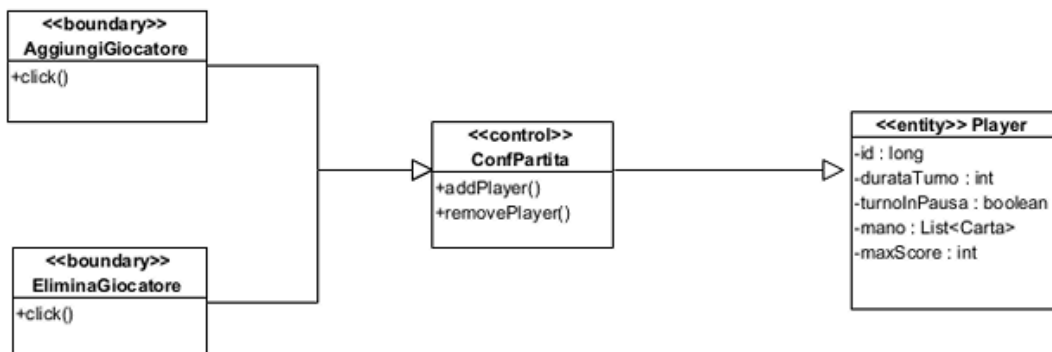 <<boundary>>
AggiungiGiocatore
+click()
<<control>>
ConfPartita
+addPlayer()
+removePlayer()
<<entity>> Player
-id : long
-durataTurno : int
-turnoInPausa : boolean
-mano : List<Carta>
-maxScore : int
<<boundary>>
EliminaGiocatore
+click()